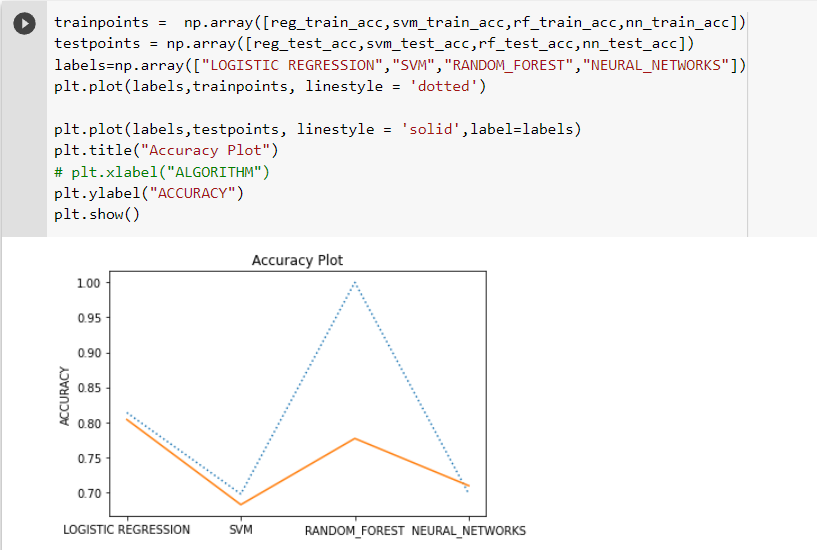 trainpoints =  np.array([reg_train_acc,svm_train_acc,rf_train_acc,nn_train_acc])
testpoints = np.array([reg_test_acc,svm_test_acc,rf_test_acc,nn_test_acc])
labels=np.array(["LOGISTIC REGRESSION","SVM","RANDOM_FOREST","NEURAL_NETWORKS"])
plt.plot(labels,trainpoints, linestyle = 'dotted')
plt.plot(labels,testpoints, linestyle = 'solid',label=labels)
plt.title("Accuracy Plot")
# plt.xlabel("ALGORITHM")
plt.ylabel("ACCURACY")
plt.show()
Accuracy Plot
1.00
0.95
0.90
0.85
0.80
0.75
0.70
ACCURACY
LOGISTIC REGRESSION SVM RANDOM_FOREST NEURAL_NETWORKS